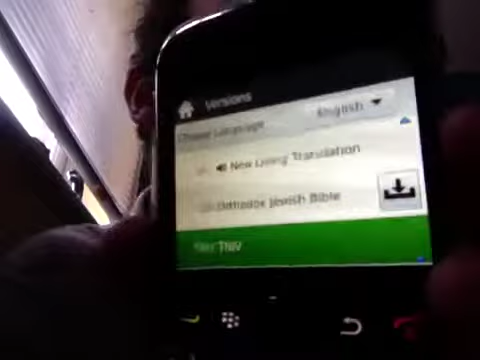 Versions
Choose Language English
New Living Translation
Orthodox Jewish Bible
TNIV